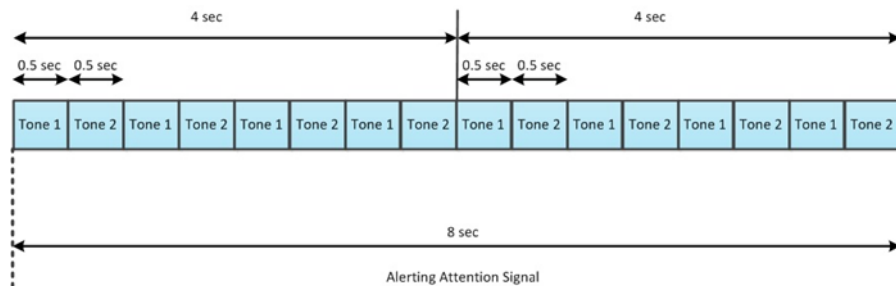 4 sec 4 sec
0.5 sec 0.5 sec 0.5 sec 0.5 sec
Tone 1 Tone 2 Tone 1 Tone 2 Tone 1 Tone 2 Tone 1 Tone 2 Tone 1 Tone 2 Tone 1 Tone 2 Tone 1 Tone 2 Tone 1 Tone 2
8 sec
Alerting Attention Signal